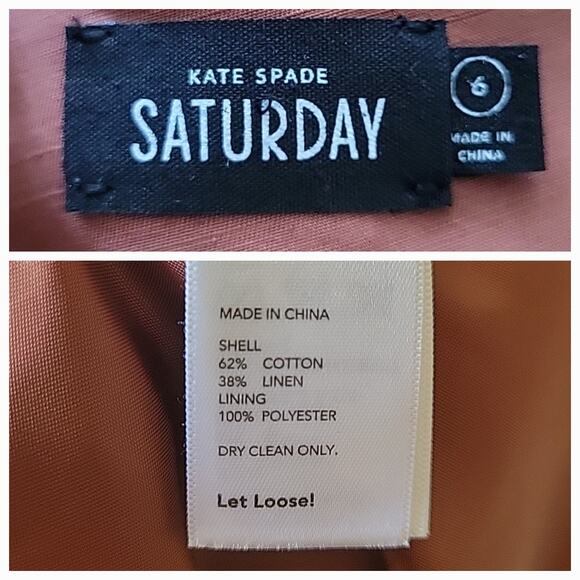 KATE SPADE
SATURDAY
6
MADE IN
CHINA
MADE IN CHINA
SHELL
62% COTTON
38% LINEN
LINING
100% POLYESTER
DRY CLEAN ONLY.
Let Loose!